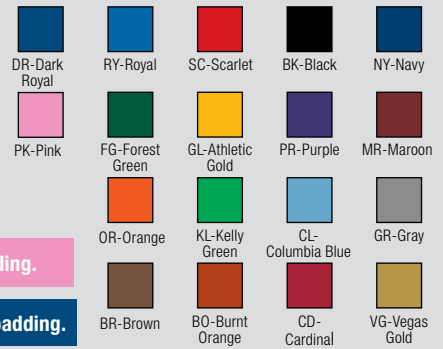 DR-Dark
Royal
RY-Royal
SC-Scarlet
BK-Black
NY-Navy
PK-Pink
FG-Forest
Green
GL-Athletic
Gold
PR-Purple
MR-Maroon
OR-Orange
KL-Kelly
Green
CL-
Columbia Blue
GR-Gray
BR-Brown
BO-Burnt
Orange
CD-
Cardinal
VG-Vegas
Gold
adding.